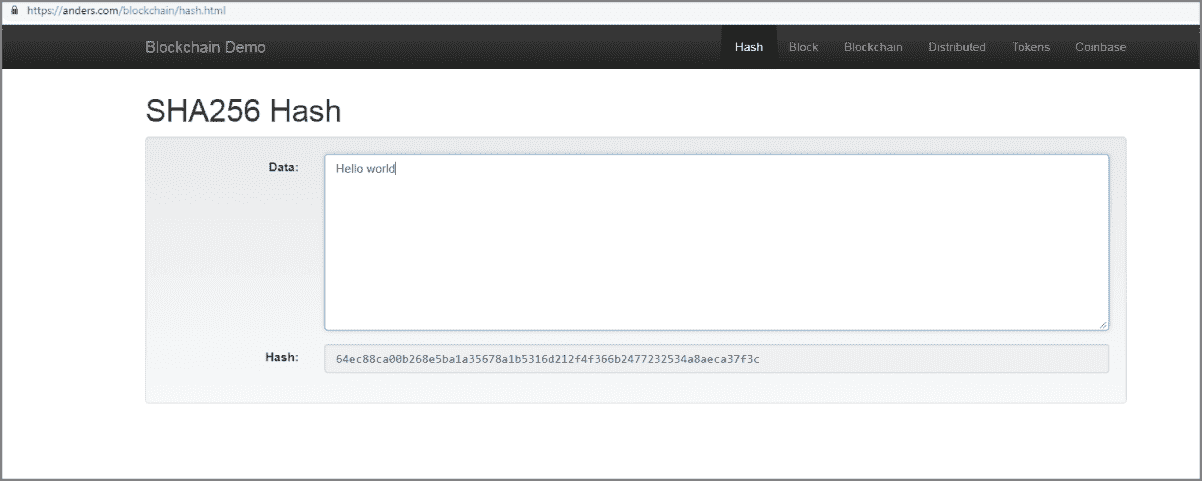 https://anders.com/blockchain/hash.html
Blockchain Demo Hash Block Blockchain Distributed Tokens Coinbase
SHA256 Hash
Data: Hello world
Hash: 64ec88ca00b268e5ba1a35678a1b5316d212f4f366b2477232534a8aeca37f3c